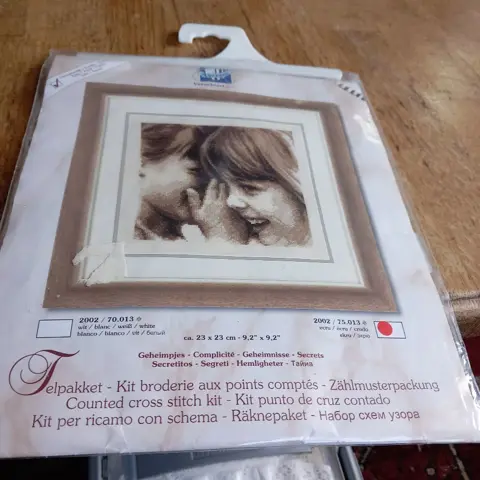 2002 / 70.013
wit / blanc / weiß / white
blanco / bianco / vit / белый
2002 / 75.013
ecru / écru / crudo
ca. 23 x 23 cm - 9,2" x 9,2"
Geheimpjes - Complicité - Geheimnisse - Secrets
Secretitos - Segreti - Hemligheter - Тайна
Telpakket - Kit broderie aux points comptés - Zählmusterpackung
Counted cross stitch kit - Kit punto de cruz contado
Kit per ricamo con schema - Räknepaket - Набор схем узора